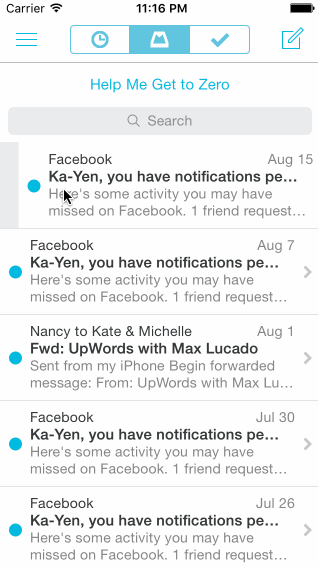 Carrier 11:16 PM
Help Me Get to Zero
Search
Facebook Aug 15
Ka-Yen, you have notifications pe...
Here's some activity you may have
missed on Facebook. 1 friend request...
Facebook Aug 7
Ka-Yen, you have notifications pe...
Here's some activity you may have
missed on Facebook. 1 friend request...
Nancy to Kate & Michelle Aug 1
Fwd: UpWords with Max Lucado
Sent from my iPhone Begin forwarded
message: From: UpWords with Max Lu...
Facebook Jul 30
Ka-Yen, you have notifications pe...
Here's some activity you may have
missed on Facebook. 1 friend request...
Facebook Jul 26
Ka-Yen, you have notifications pe...
Here's some activity you may have
missed on Facebook. 1 friend request...